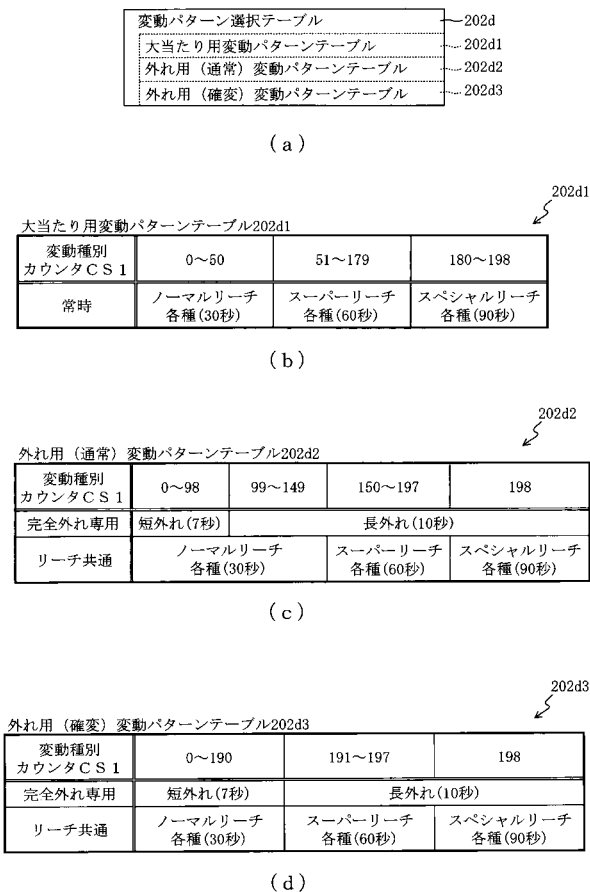 変動パターン選択テーブル 202d
大当たり用変動パターンテーブル 202d1
外れ用（通常）変動パターンテーブル 202d2
外れ用（確変）変動パターンテーブル 202d3
(a)
202d1
大当たり用変動パターンテーブル202d1
変動種別
カウンタＣＳ１ 0～50 51～179 180～198
常時 ノーマルリーチ 各種(30秒) スーパーリーチ 各種(60秒) スペシャルリーチ 各種(90秒)
(b)
202d2
外れ用（通常）変動パターンテーブル202d2
変動種別
カウンタＣＳ１ 0～98 99～149 150～197 198
完全外れ専用 短外れ(7秒) 長外れ(10秒)
リーチ共通 ノーマルリーチ 各種(30秒) スーパーリーチ 各種(60秒) スペシャルリーチ 各種(90秒)
(c)
202d3
外れ用（確変）変動パターンテーブル202d3
変動種別
カウンタＣＳ１ 0～190 191～197 198
完全外れ専用 短外れ(7秒) 長外れ(10秒)
リーチ共通 ノーマルリーチ 各種(30秒) スーパーリーチ 各種(60秒) スペシャルリーチ 各種(90秒)
(d)